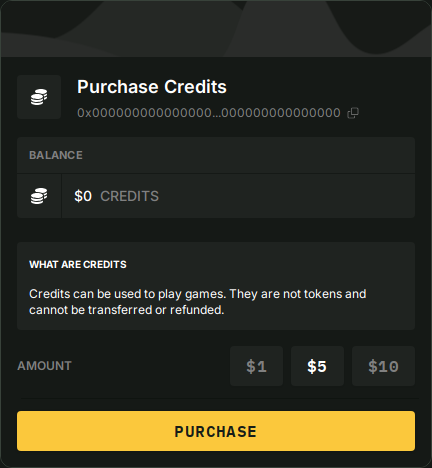 Purchase Credits
0x000000000000000...000000000000000
BALANCE
$0 CREDITS
WHAT ARE CREDITS
Credits can be used to play games. They are not tokens and
cannot be transferred or refunded.
AMOUNT $1 $5 $10
PURCHASE